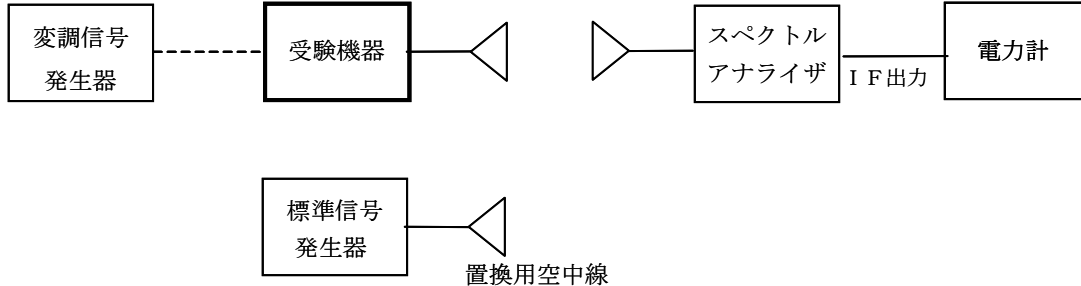 変調信号
発生器
受験機器
スペクトル
アナライザ
ＩＦ出力
電力計
標準信号
発生器
置換用空中線